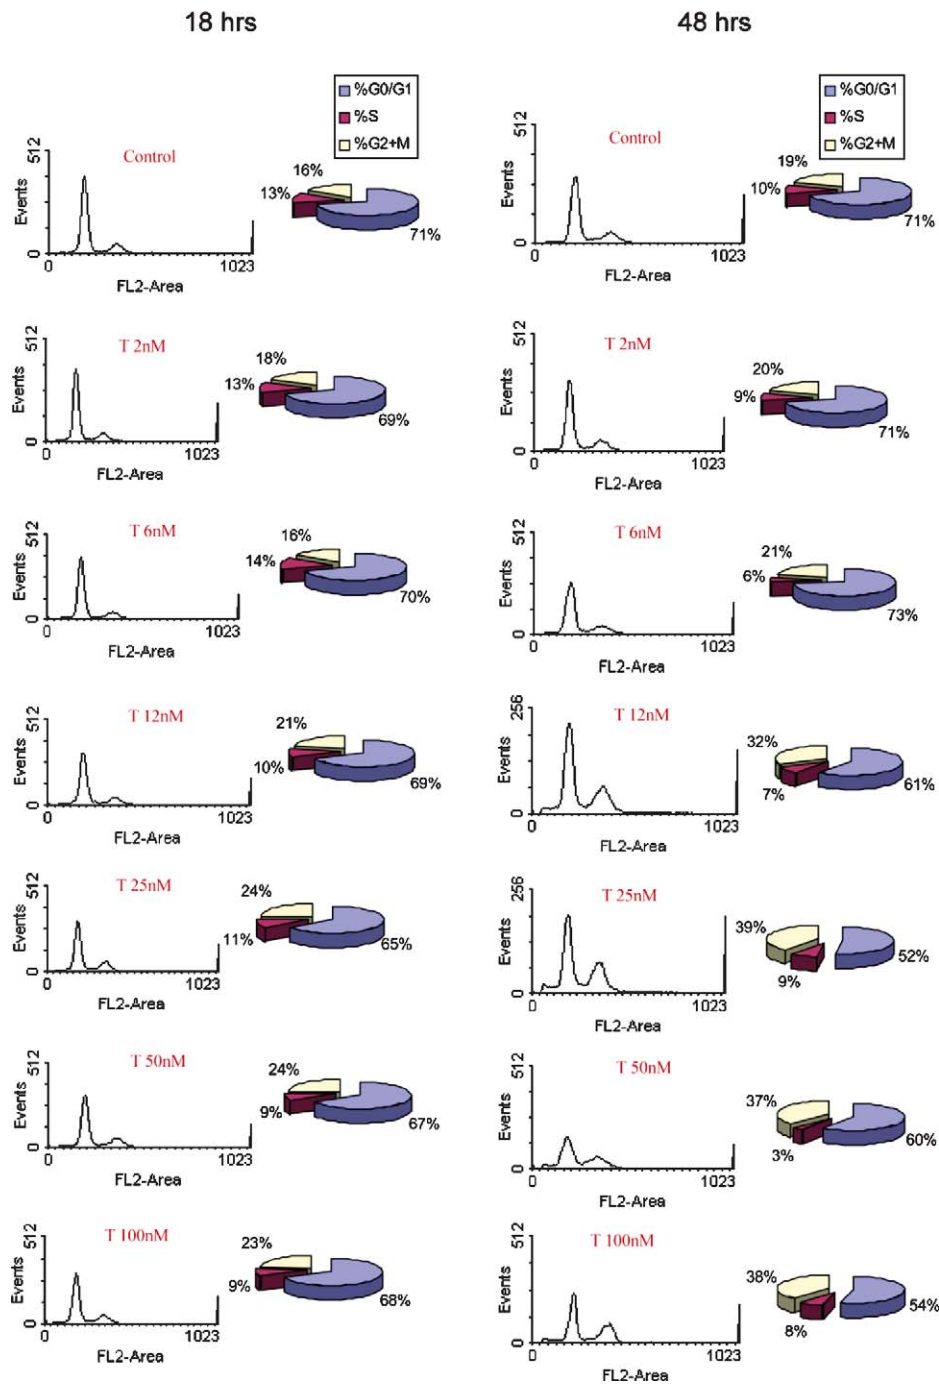 18 hrs
48 hrs
%G0/G1
%S
%G2+M
512
Events
0
Control
0
1023
FL2-Area
16%
13%
71%
%G0/G1
%S
%G2+M
512
Events
0
Control
0
1023
FL2-Area
19%
10%
71%
512
Events
0
T 2nM
0
1023
FL2-Area
18%
13%
69%
512
Events
0
T 2nM
0
1023
FL2-Area
20%
9%
71%
512
Events
0
T 6nM
0
1023
FL2-Area
16%
14%
70%
512
Events
0
T 6nM
0
1023
FL2-Area
21%
6%
73%
512
Events
0
T 12nM
0
1023
FL2-Area
21%
10%
69%
256
Events
0
T 12nM
0
1023
FL2-Area
32%
7%
61%
512
Events
0
T 25nM
0
1023
FL2-Area
24%
11%
65%
256
Events
0
T 25nM
0
1023
FL2-Area
39%
9%
52%
512
Events
0
T 50nM
0
1023
FL2-Area
24%
9%
67%
512
Events
0
T 50nM
0
1023
FL2-Area
37%
3%
60%
512
Events
0
T 100nM
0
1023
FL2-Area
23%
9%
68%
512
Events
0
T 100nM
0
1023
FL2-Area
38%
8%
54%